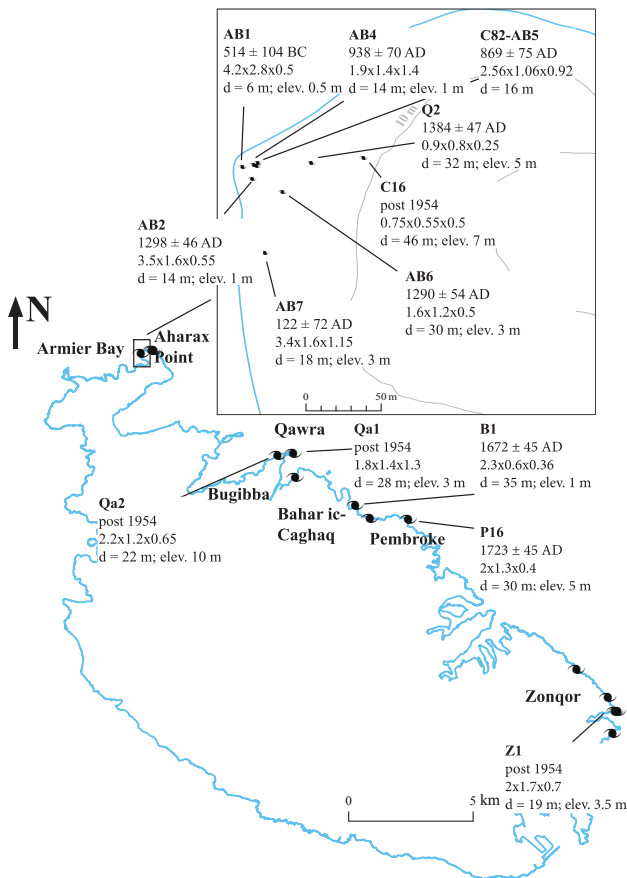 AB1
514 ± 104 BC
4.2x2.8x0.5
d = 6 m; elev. 0.5 m
AB4
938 ± 70 AD
1.9x1.4x1.4
d = 14 m; elev. 1 m
C82-AB5
869 ± 75 AD
2.56x1.06x0.92
d = 16 m
10 m
Q2
1384 ± 47 AD
0.9x0.8x0.25
d = 32 m; elev. 5 m
C16
post 1954
0.75x0.55x0.5
d = 46 m; elev. 7 m
AB2
1298 ± 46 AD
3.5x1.6x0.55
d = 14 m; elev. 1 m
AB6
1290 ± 54 AD
1.6x1.2x0.5
d = 30 m; elev. 3 m
AB7
122 ± 72 AD
3.4x1.6x1.15
d = 18 m; elev. 3 m
0 50 m
N
Armier Bay
Aharax
Point
Qawra
Qa1
post 1954
1.8x1.4x1.3
d = 28 m; elev. 3 m
B1
1672 ± 45 AD
2.3x0.6x0.36
d = 35 m; elev. 1 m
Bugibba
Qa2
post 1954
2.2x1.2x0.65
d = 22 m; elev. 10 m
Bahar ic-
Caghaq
Pembroke
P16
1723 ± 45 AD
2x1.3x0.4
d = 30 m; elev. 5 m
Zonqor
Z1
post 1954
2x1.7x0.7
d = 19 m; elev. 3.5 m
0 5 km